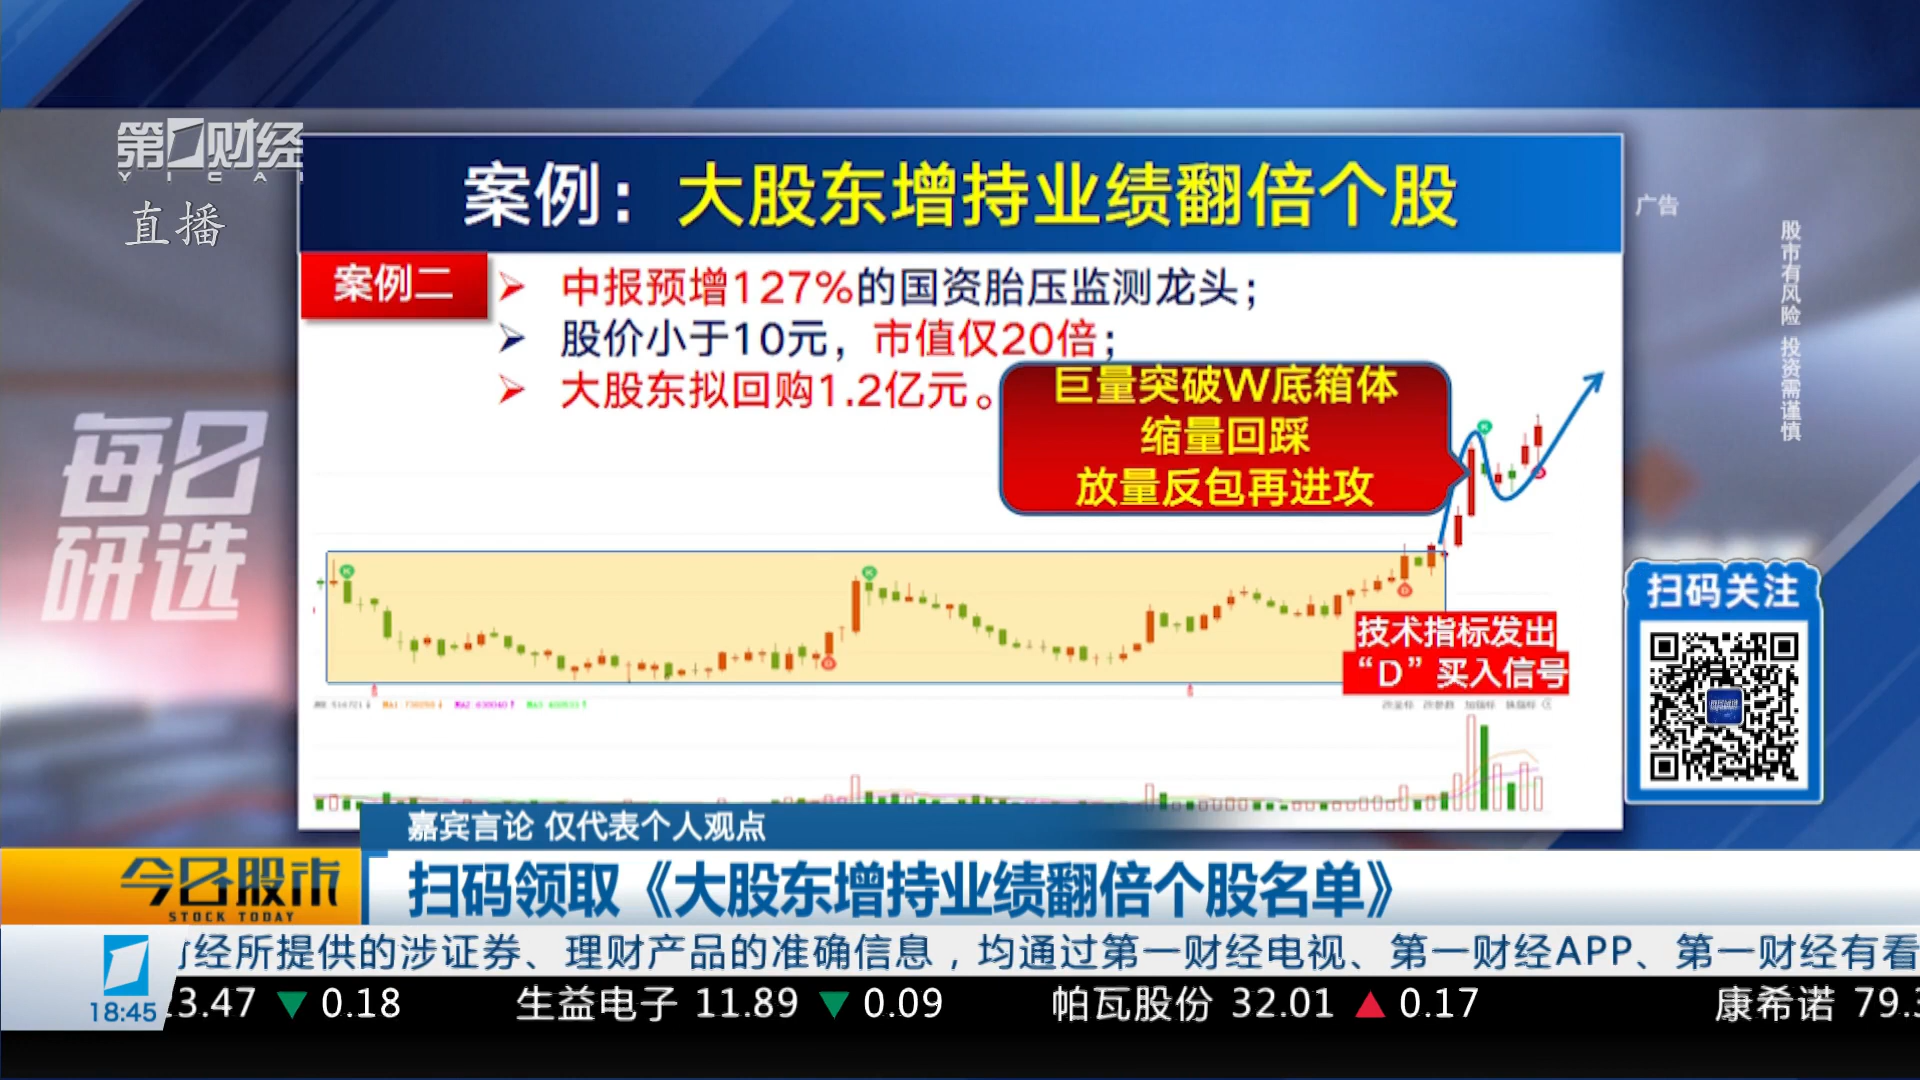 第一财经
YICAI
直播
案例：大股东增持业绩翻倍个股
广告
股市有风险 投资需谨慎
案例二
中报预增127%的国资胎压监测龙头；
股价小于10元，市值仅20倍；
大股东拟回购1.2亿元。
巨量突破W底箱体
缩量回踩
放量反包再进攻
每日
研选
扫码关注
技术指标发出
“D”买入信号
嘉宾言论 仅代表个人观点
今日股市
STOCK TODAY
扫码领取《大股东增持业绩翻倍个股名单》
经所提供的涉证券、理财产品的准确信息，均通过第一财经电视、第一财经APP、第一财经有看
18:45
3.47 ▼ 0.18 生益电子 11.89 ▼ 0.09 帕瓦股份 32.01 ▲ 0.17 康希诺 79.3